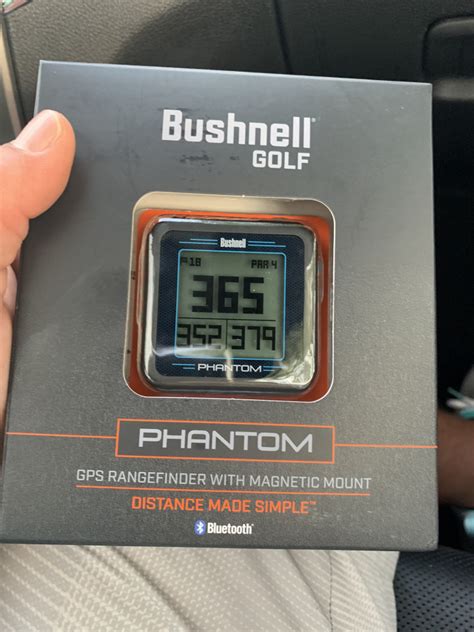 Bushnell®
GOLF
Bushnell
18 PAR 4
365
352 379
PHANTOM
PHANTOM
GPS RANGEFINDER WITH MAGNETIC MOUNT
DISTANCE MADE SIMPLE™
Bluetooth®